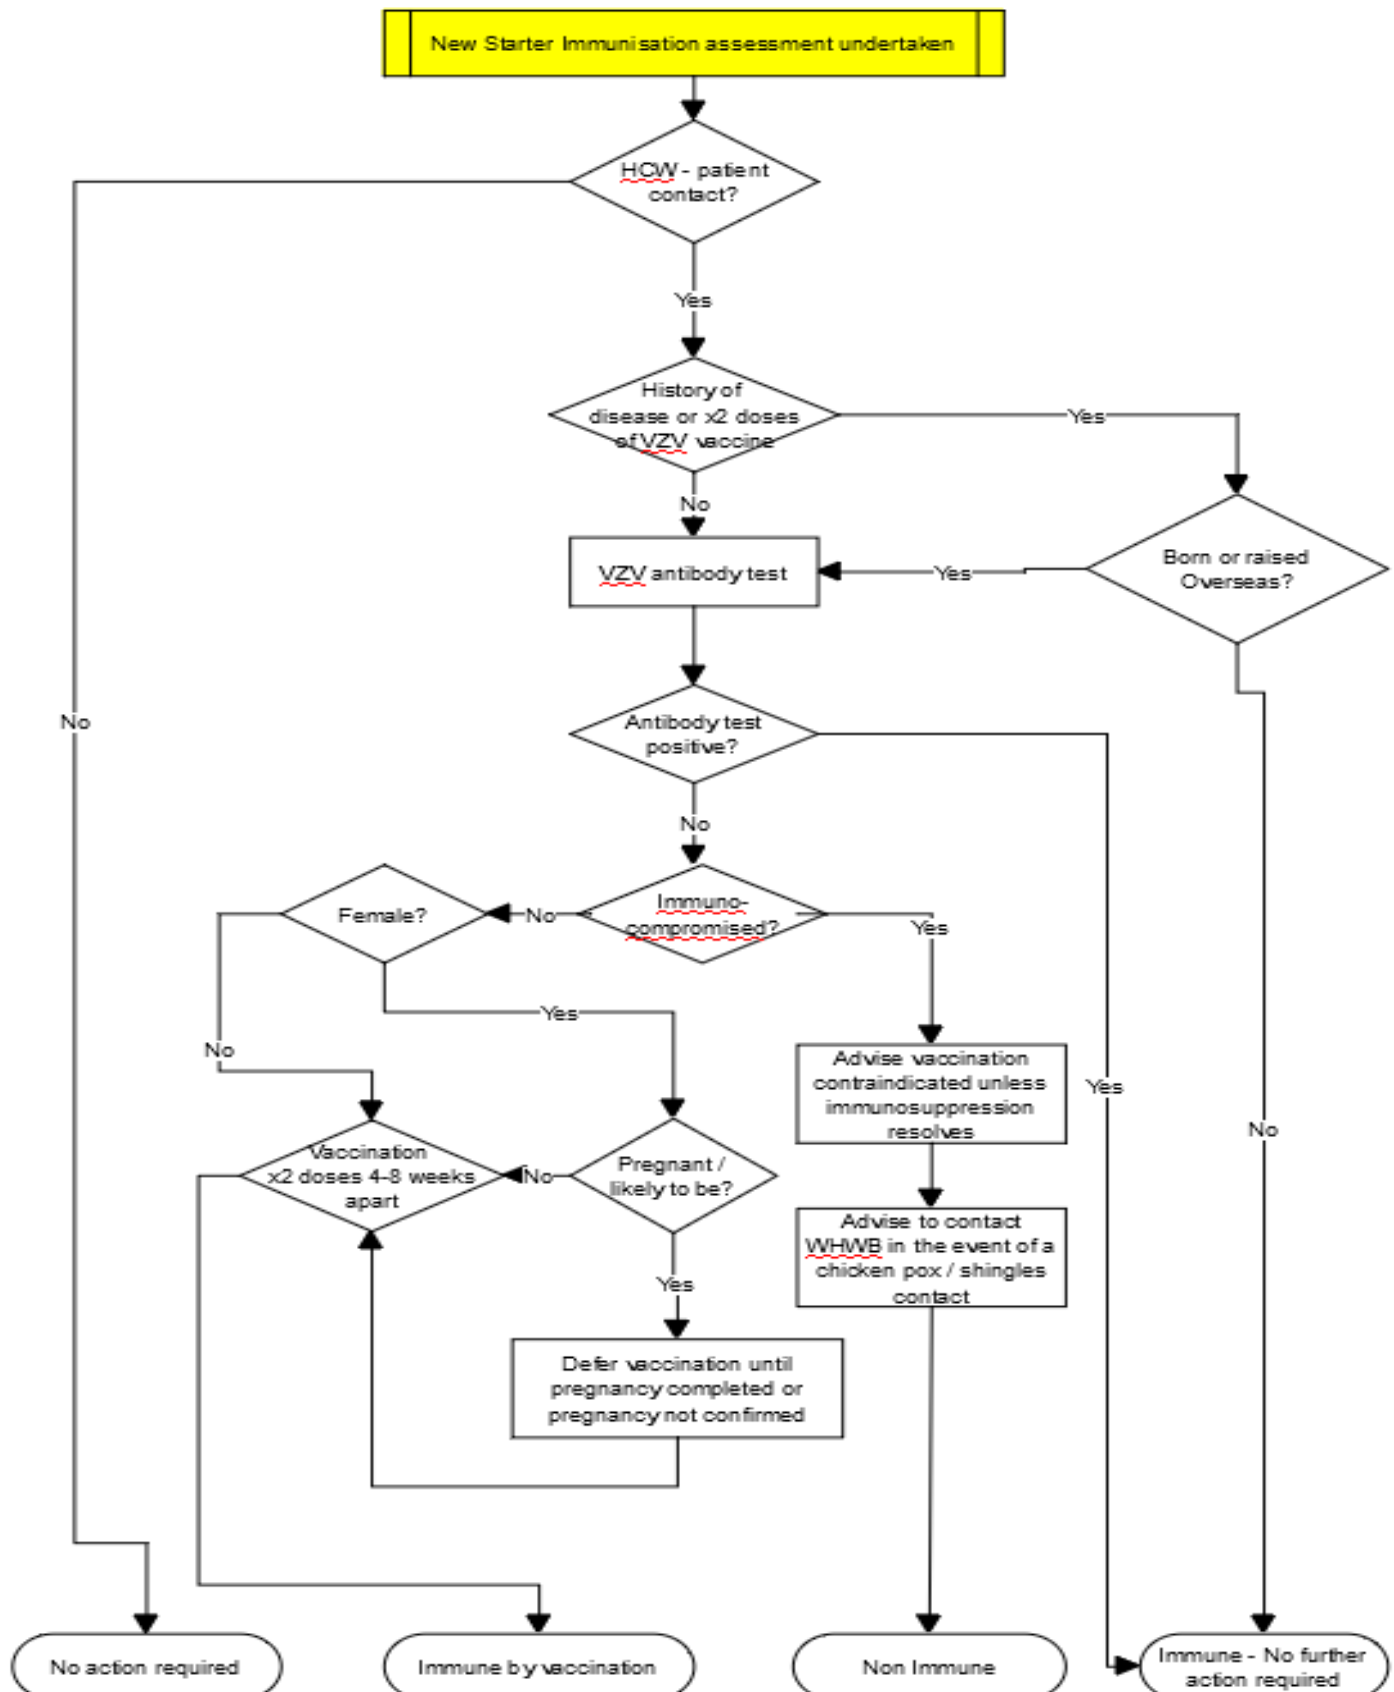 New Starter Immunisation assessment undertaken
HCW - patient
contact?
Yes
History of
disease or x2 doses
of VZV vaccine
Yes
No
VZV antibody test
Yes
Born or raised
Overseas?
No
Antibody test
positive?
No
Female?
No
Immuno-
compromised?
Yes
Yes
No
Advise vaccination
contraindicated unless
immunosuppression
resolves
Yes
No
Vaccination
x2 doses 4-8 weeks
apart
No
Pregnant /
likely to be?
Advise to contact
WHWB in the event of a
chicken pox / shingles
contact
Yes
Defer vaccination until
pregnancy completed or
pregnancy not confirmed
No action required
Immune by vaccination
Non Immune
Immune - No further
action required